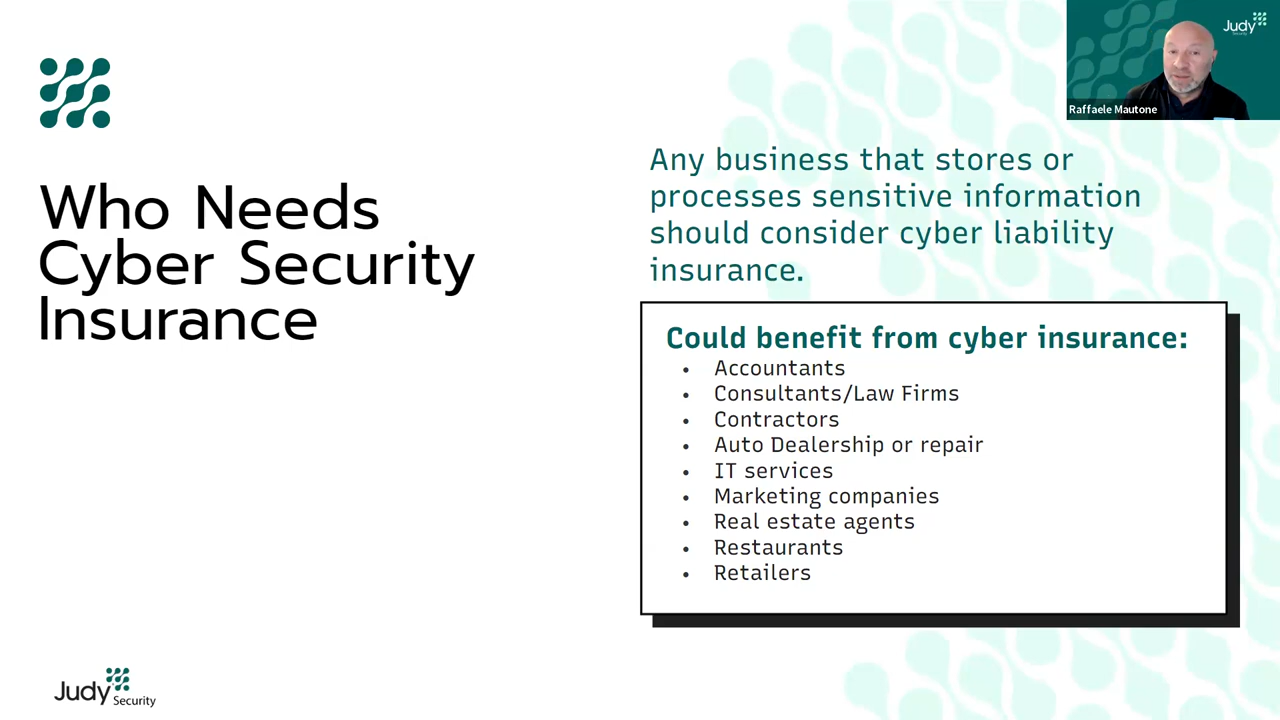 Judy
Security
Raffaele Mautone
Who Needs
Cyber Security
Insurance
Any business that stores or
processes sensitive information
should consider cyber liability
insurance.
Could benefit from cyber insurance:
• Accountants
• Consultants/Law Firms
• Contractors
• Auto Dealership or repair
• IT services
• Marketing companies
• Real estate agents
• Restaurants
• Retailers
Judy Security